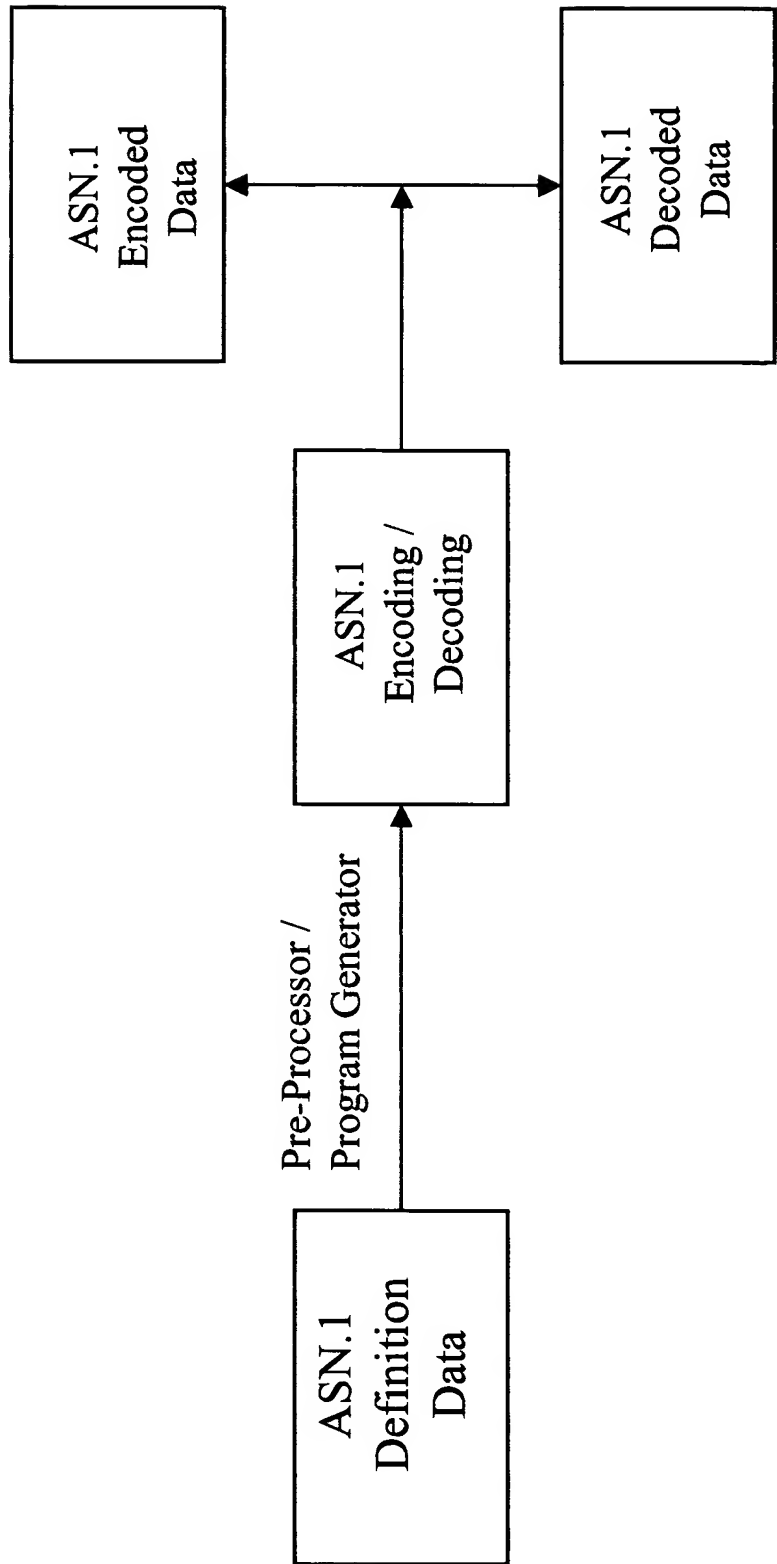 ASN.1
Definition
Data
Pre-Processor /
Program Generator
ASN.1
Encoding /
Decoding
ASN.1
Encoded
Data
ASN.1
Decoded
Data